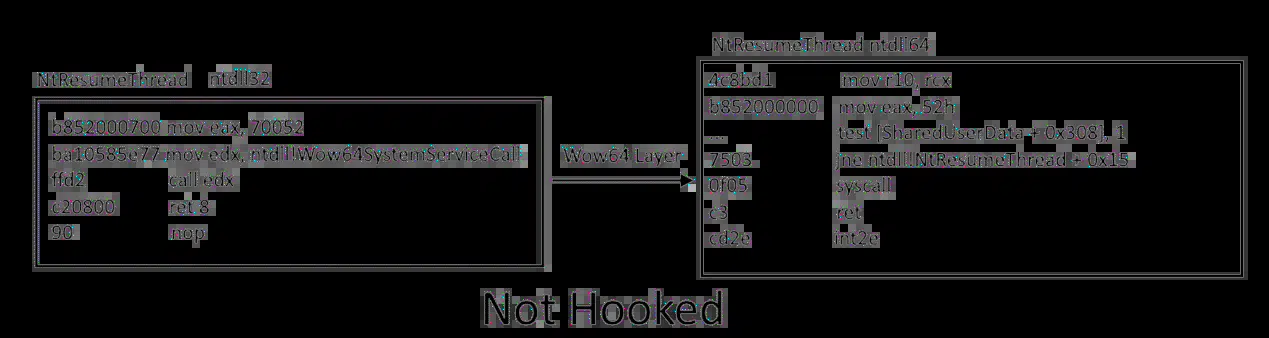 NtResumeThread ntdll32
b852000700 mov eax, 70052
ba10585e77 mov edx, ntdll!Wow64SystemServiceCall
ffd2 call edx
c20800 ret 8
90 nop
Wow64 Layer
NtResumeThread ntdll64
4c8bd1 mov r10, rcx
b852000000 mov eax, 52h
... test [SharedUserData + 0x308], 1
7503 jne ntdll!NtResumeThread + 0x15
0f05 syscall
c3 ret
cd2e int2e
Not Hooked